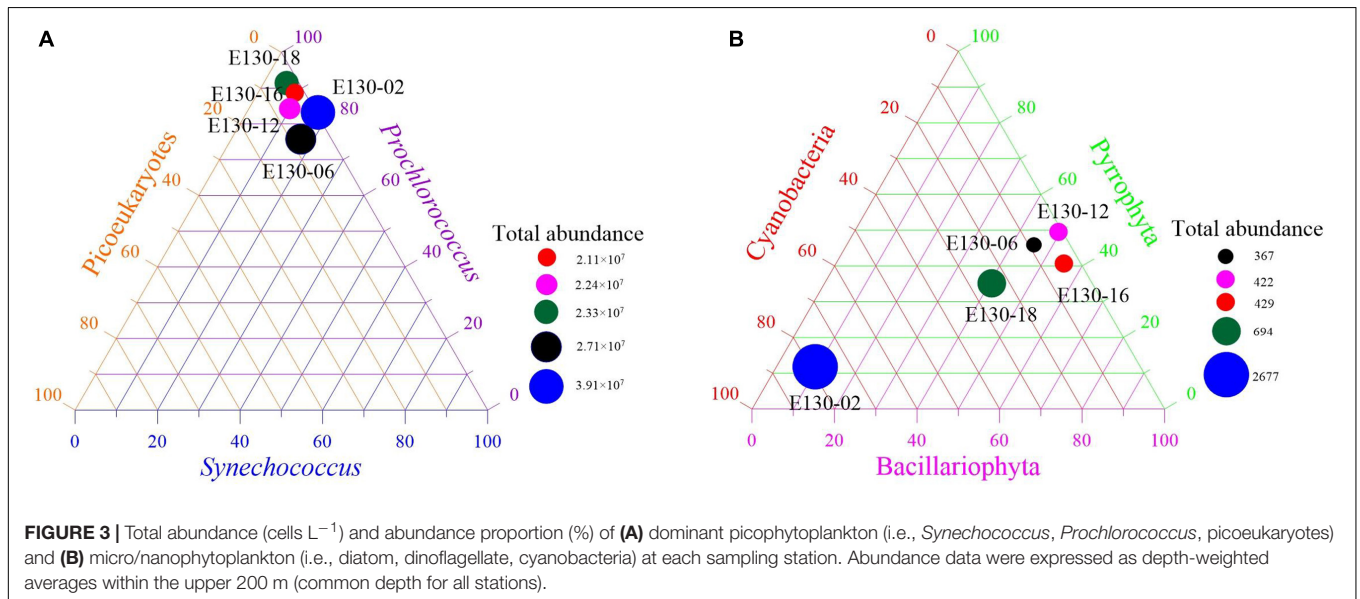 A
B
0
100
E130-18
E130-02
E130-16
20
80
E130-12
E130-06
Picoeukaryotes
Prochlorococcus
40
60
60
40
80
20
100
0
0
20
40
60
80
100
Synechococcus
Total abundance
2.11×10⁷
2.24×10⁷
2.33×10⁷
2.71×10⁷
3.91×10⁷
0
100
20
80
Cyanobacteria
Pyrrophyta
40
60
E130-12
E130-06
60
40
E130-16
E130-18
80
20
100
E130-02
0
0
20
40
60
80
100
Bacillariophyta
Total abundance
367
422
429
694
2677
FIGURE 3 | Total abundance (cells L⁻¹) and abundance proportion (%) of (A) dominant picophytoplankton (i.e., Synechococcus, Prochlorococcus, picoeukaryotes)
and (B) micro/nanophytoplankton (i.e., diatom, dinoflagellate, cyanobacteria) at each sampling station. Abundance data were expressed as depth-weighted
averages within the upper 200 m (common depth for all stations).